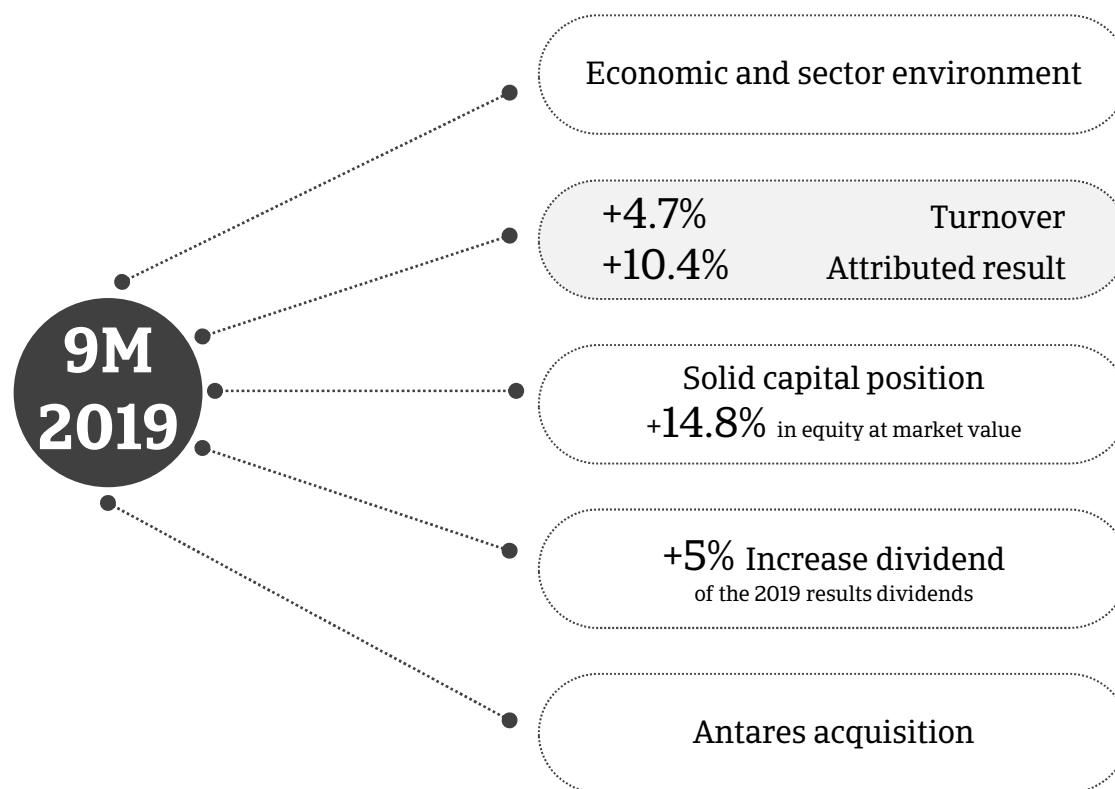 Economic and sector environment
+4.7% Turnover
+10.4% Attributed result
9M
2019
Solid capital position
+14.8% in equity at market value
+5% Increase dividend
of the 2019 results dividends
Antares acquisition